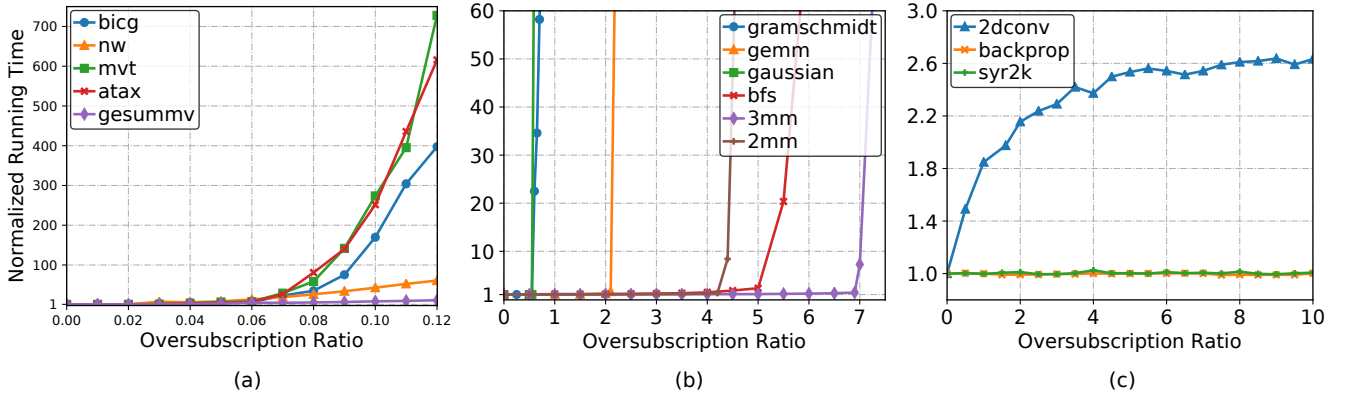 Normalized Running Time
750
700
600
500
400
300
200
100
1
bicg
nw
mvt
atax
gesummv
0.00 0.02 0.04 0.06 0.08 0.10 0.12
Oversubscription Ratio
(a)
60
50
40
30
20
10
1
gramschmidt
gemm
gaussian
bfs
3mm
2mm
0 1 2 3 4 5 6 7
Oversubscription Ratio
(b)
3.0
2.6
2.2
1.8
1.4
1.0
2dconv
backprop
syr2k
0 2 4 6 8 10
Oversubscription Ratio
(c)